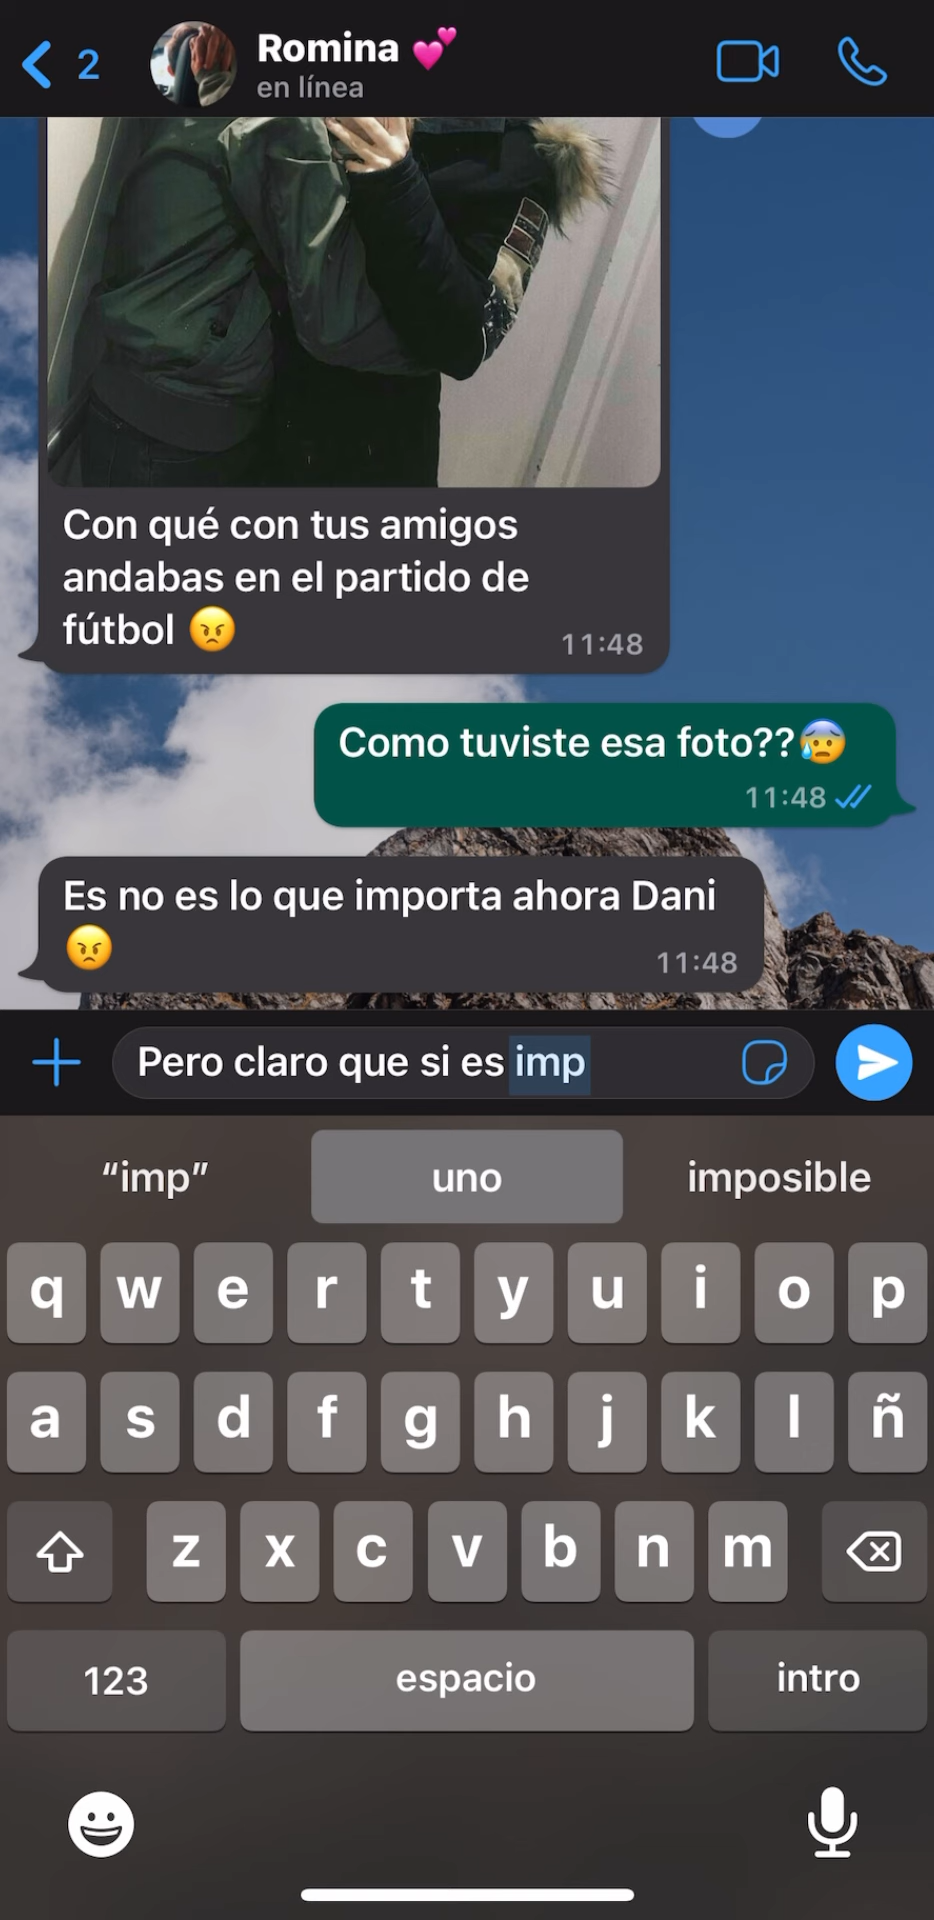 2
Romina 💕
en línea
Con qué con tus amigos
andabas en el partido de
fútbol 😠
11:48
Como tuviste esa foto??😰
11:48
Es no es lo que importa ahora Dani
😠
11:48
Pero claro que si es imp
“imp” uno imposible
q w e r t y u i o p
a s d f g h j k l ñ
z x c v b n m
123 espacio intro